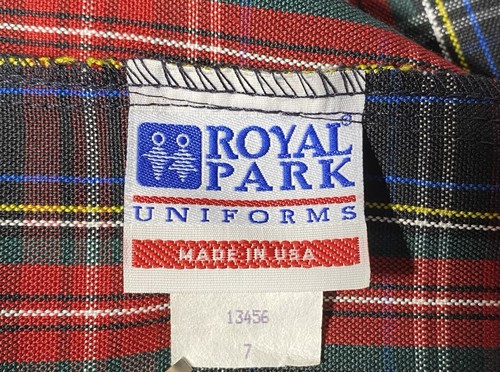 ROYAL®
PARK
UNIFORMS
MADE IN USA
13456
7